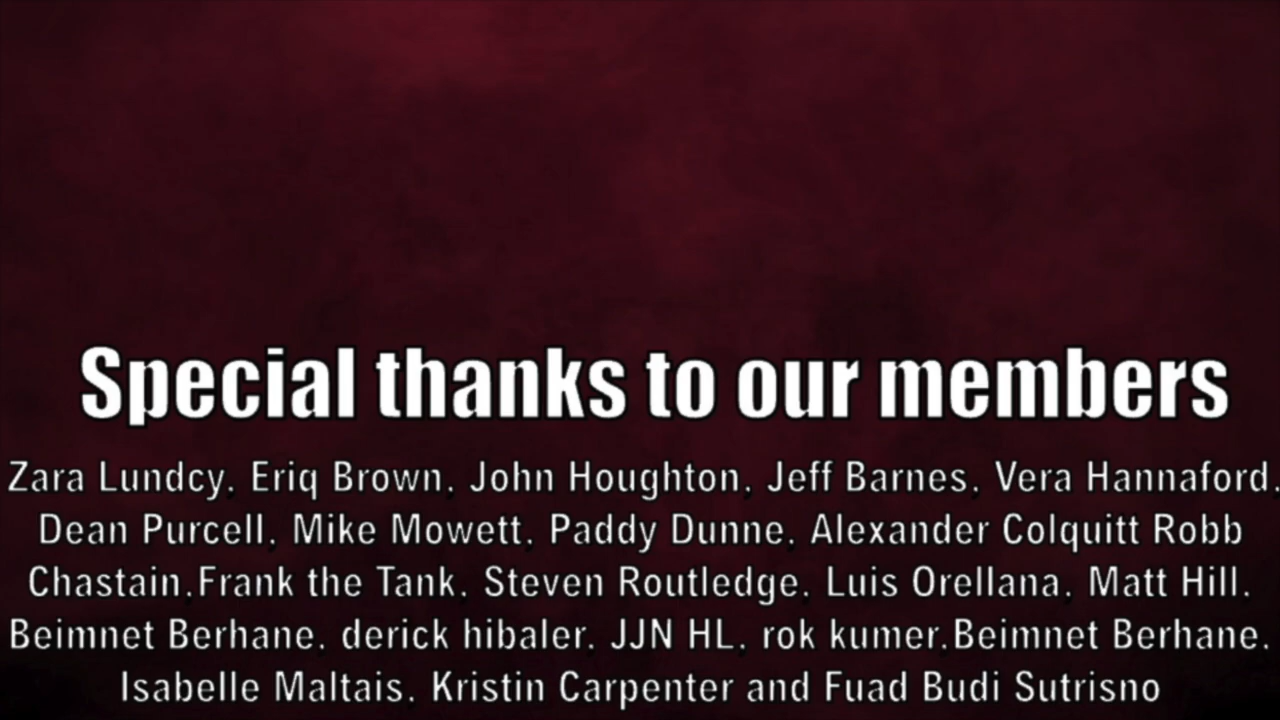 Special thanks to our members
Zara Lundcy, Eriq Brown, John Houghton, Jeff Barnes, Vera Hannaford,
Dean Purcell, Mike Mowett, Paddy Dunne, Alexander Colquitt Robb
Chastain,Frank the Tank, Steven Routledge, Luis Orellana, Matt Hill,
Beimnet Berhane, derick hibaler, JJN HL, rok kumer,Beimnet Berhane,
Isabelle Maltais, Kristin Carpenter and Fuad Budi Sutrisno